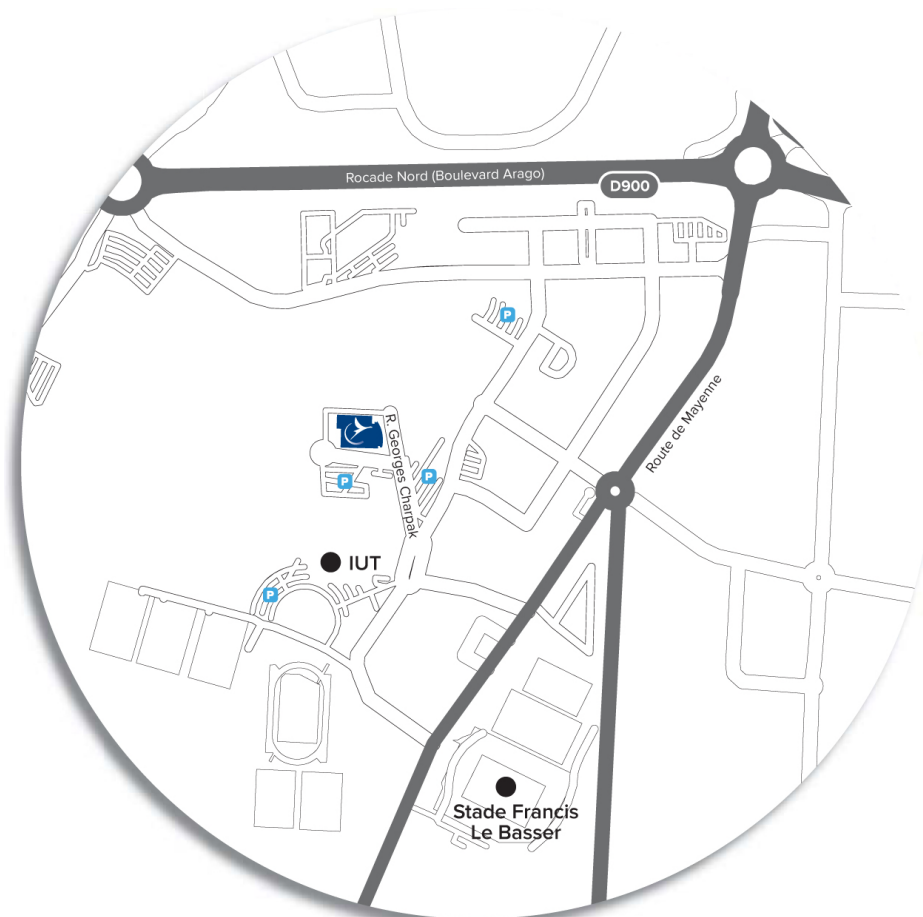 Rocade Nord (Boulevard Arago)
D900
P
Route de Mayenne
R. Georges Charpak
P
P
IUT
P
Stade Francis
Le Basser